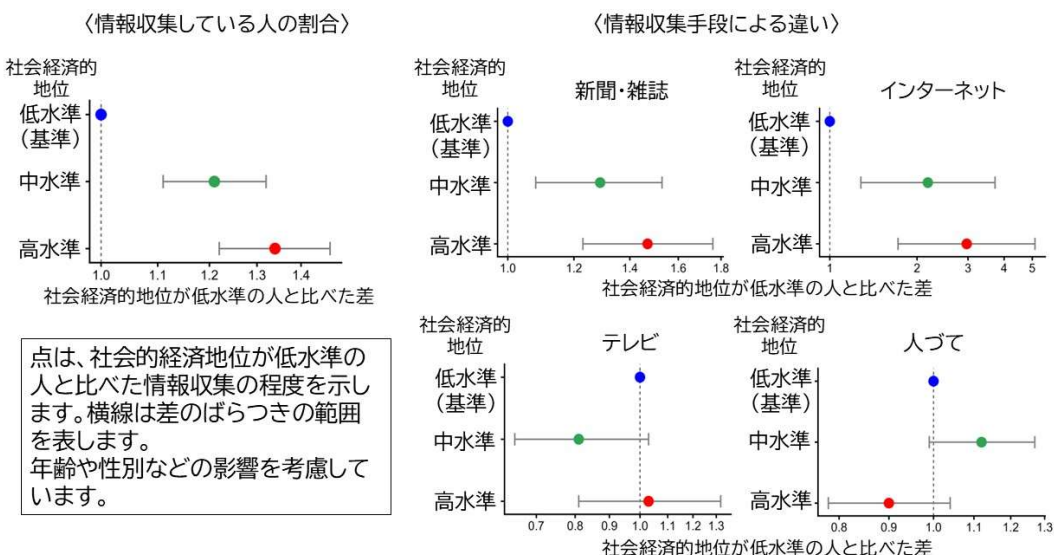 〈情報収集している人の割合〉
社会経済的
地位
低水準
(基準)
中水準
高水準
1.0 1.1 1.2 1.3 1.4
社会経済的地位が低水準の人と比べた差
点は、社会的経済地位が低水準の
人と比べた情報収集の程度を示し
ます。横線は差のばらつきの範囲
を表します。
年齢や性別などの影響を考慮して
います。
〈情報収集手段による違い〉
社会経済的
地位
新聞・雑誌
低水準
(基準)
中水準
高水準
1.0 1.2 1.4 1.6 1.8
社会経済的
地位
インターネット
低水準
(基準)
中水準
高水準
1 2 3 4 5
社会経済的地位が低水準の人と比べた差
社会経済的
地位
テレビ
低水準
(基準)
中水準
高水準
0.7 0.8 0.9 1.0 1.1 1.2 1.3
社会経済的
地位
人づて
低水準
(基準)
中水準
高水準
0.8 0.9 1.0 1.1 1.2 1.3
社会経済的地位が低水準の人と比べた差